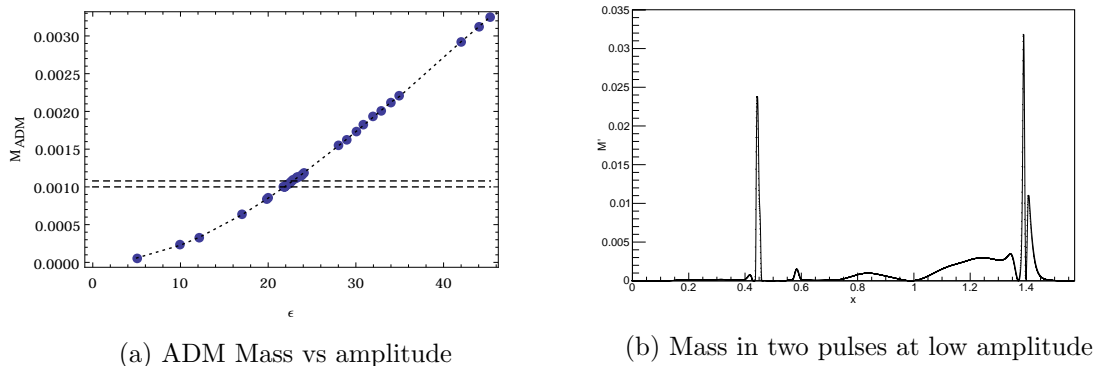 M_ADM
0.0030
0.0025
0.0020
0.0015
0.0010
0.0005
0.0000
0 10 20 30 40
ϵ
(a) ADM Mass vs amplitude
M'
0.035
0.03
0.025
0.02
0.015
0.01
0.005
0
0 0.2 0.4 0.6 0.8 1 1.2 1.4
x
(b) Mass in two pulses at low amplitude